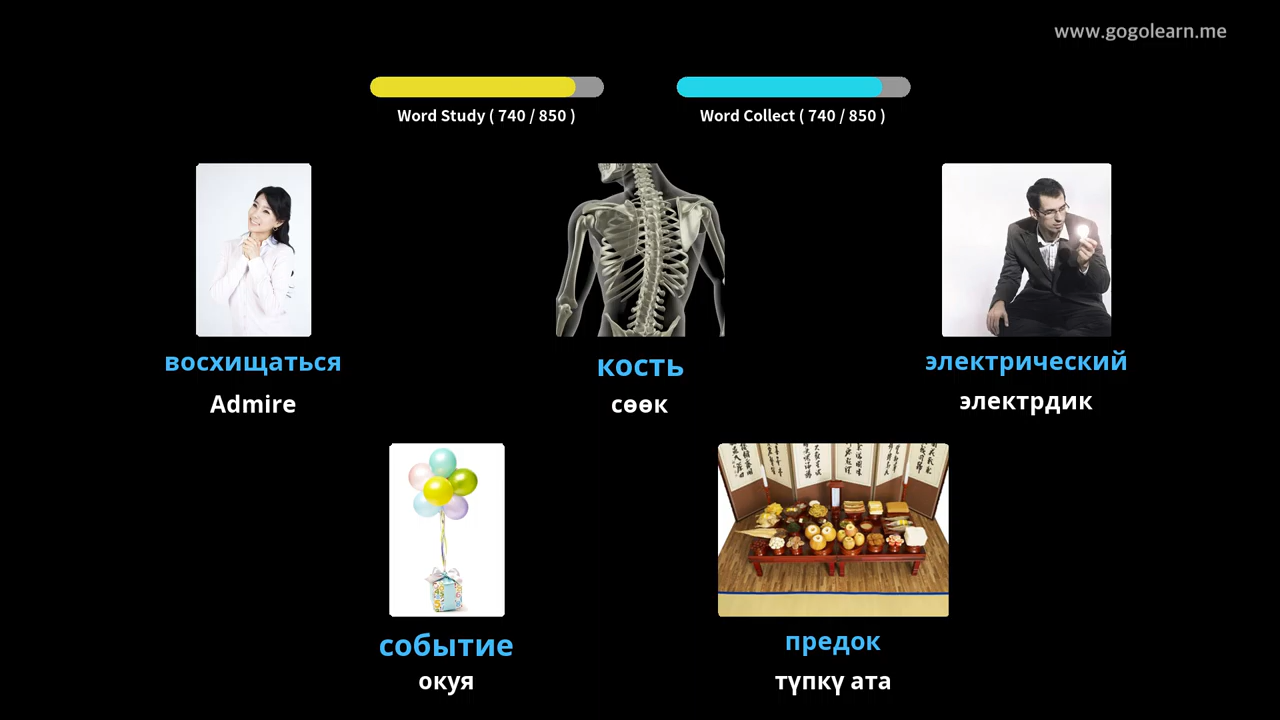 www.gogolearn.me
Word Study ( 740 / 850 )
Word Collect ( 740 / 850 )
восхищаться
Admire
кость
сөөк
электрический
электрдик
событие
окуя
предок
түпкү ата